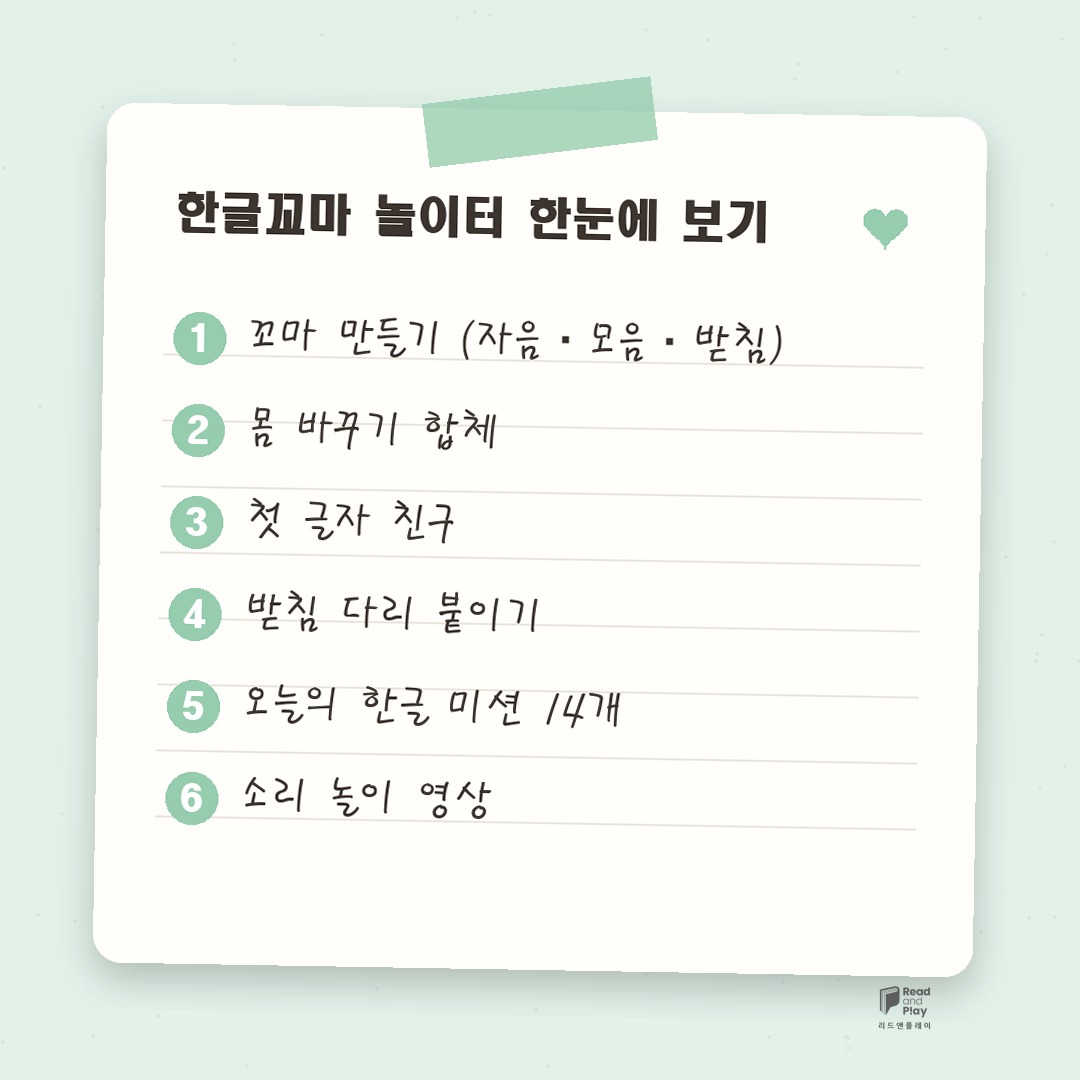 한글꼬마 놀이터 한눈에 보기
1 꼬마 만들기 (자음 · 모음 · 받침)
2 몸 바꾸기 합체
3 첫 글자 친구
4 받침 다리 붙이기
5 오늘의 한글 미션 14개
6 소리 놀이 영상
Read
and
Play
리드앤플레이